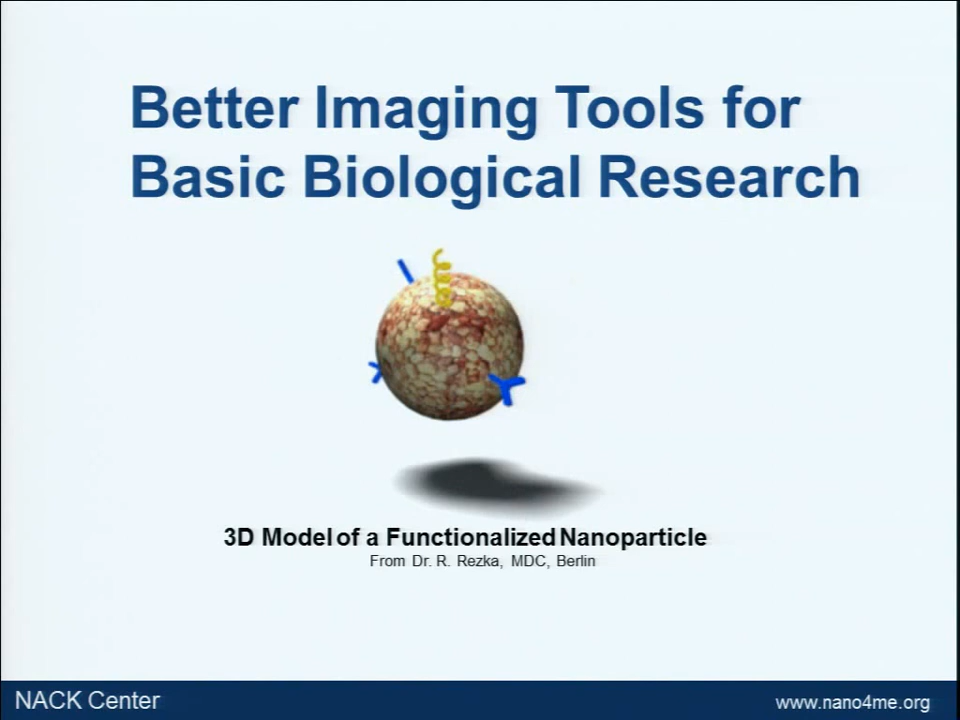 Better Imaging Tools for
Basic Biological Research
3D Model of a Functionalized Nanoparticle
From Dr. R. Rezka, MDC, Berlin
NACK Center
www.nano4me.org